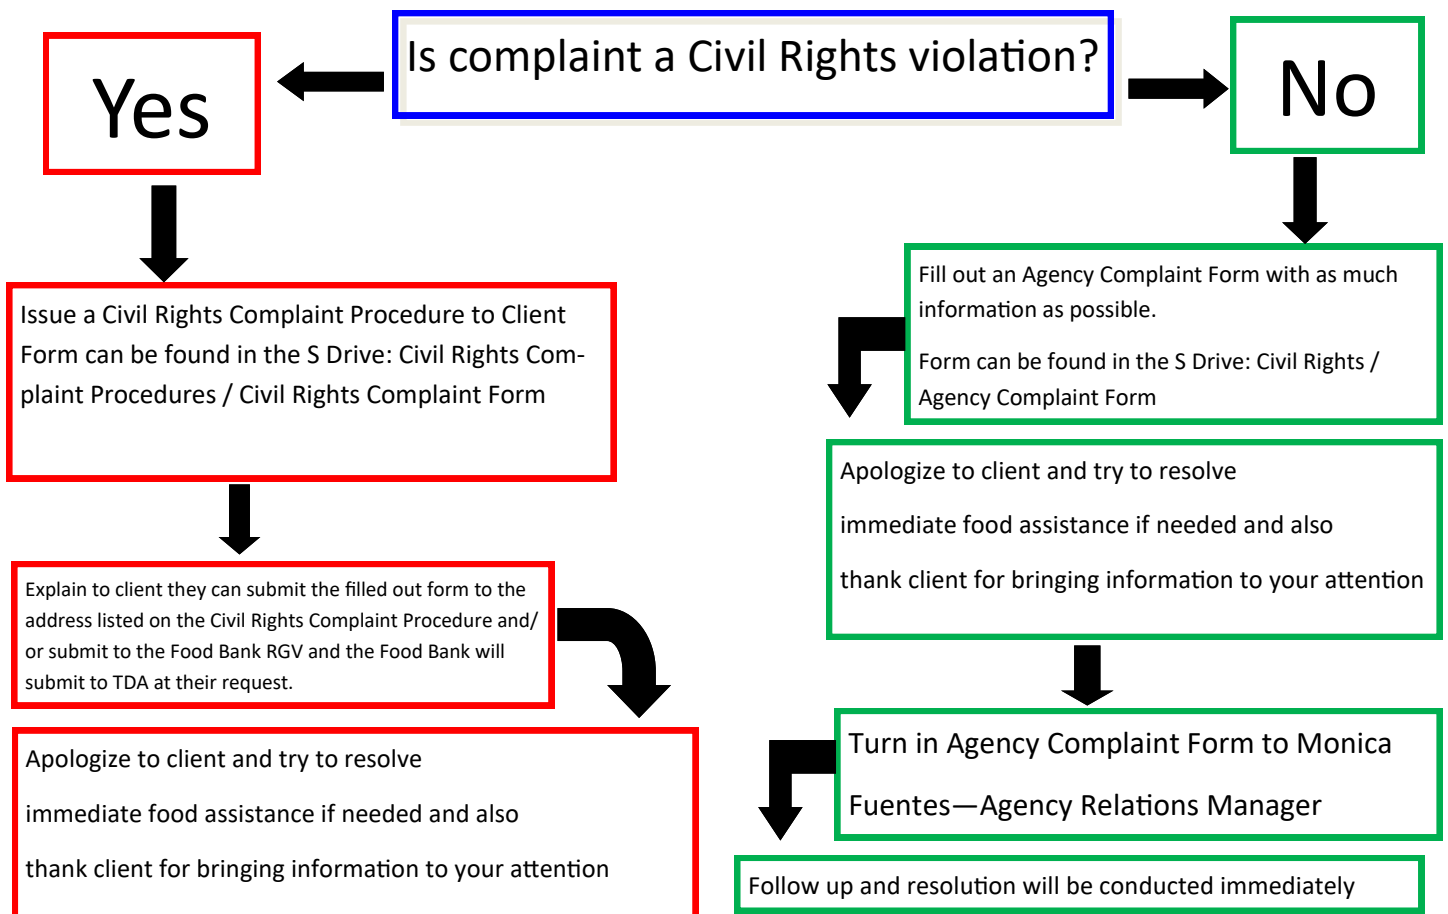 Is complaint a Civil Rights violation?
Yes
No
Issue a Civil Rights Complaint Procedure to Client
Form can be found in the S Drive: Civil Rights Com-
plaint Procedures / Civil Rights Complaint Form
Explain to client they can submit the filled out form to the
address listed on the Civil Rights Complaint Procedure and/
or submit to the Food Bank RGV and the Food Bank will
submit to TDA at their request.
Apologize to client and try to resolve
immediate food assistance if needed and also
thank client for bringing information to your attention
Fill out an Agency Complaint Form with as much
information as possible.
Form can be found in the S Drive: Civil Rights /
Agency Complaint Form
Apologize to client and try to resolve
immediate food assistance if needed and also
thank client for bringing information to your attention
Turn in Agency Complaint Form to Monica
Fuentes—Agency Relations Manager
Follow up and resolution will be conducted immediately